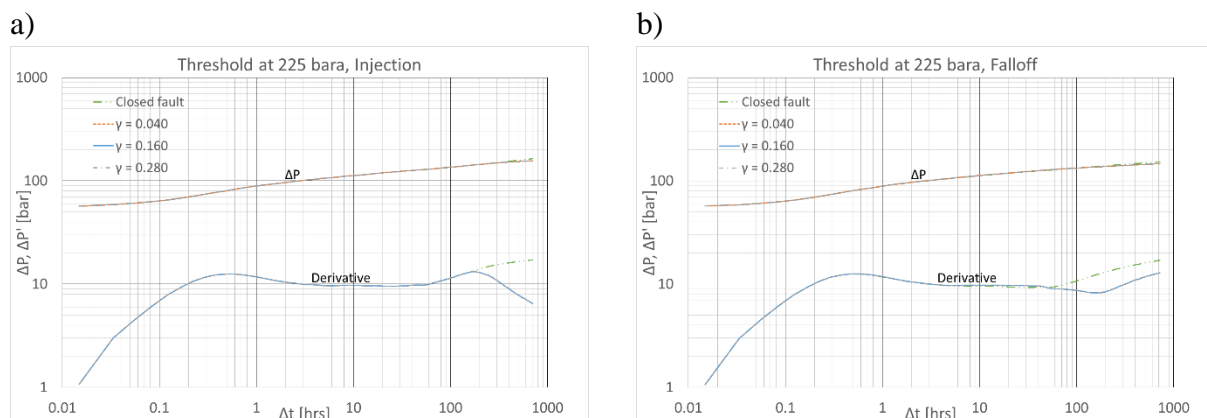 a)
Threshold at 225 bara, Injection
1000
100
10
1
ΔP, ΔP' [bar]
Closed fault
γ = 0.040
γ = 0.160
γ = 0.280
ΔP
Derivative
0.01 0.1 1 10 100 1000
Δt [hrs]
b)
Threshold at 225 bara, Falloff
1000
100
10
1
ΔP, ΔP' [bar]
Closed fault
γ = 0.040
γ = 0.160
γ = 0.280
ΔP
Derivative
0.01 0.1 1 10 100 1000
Δt [hrs]